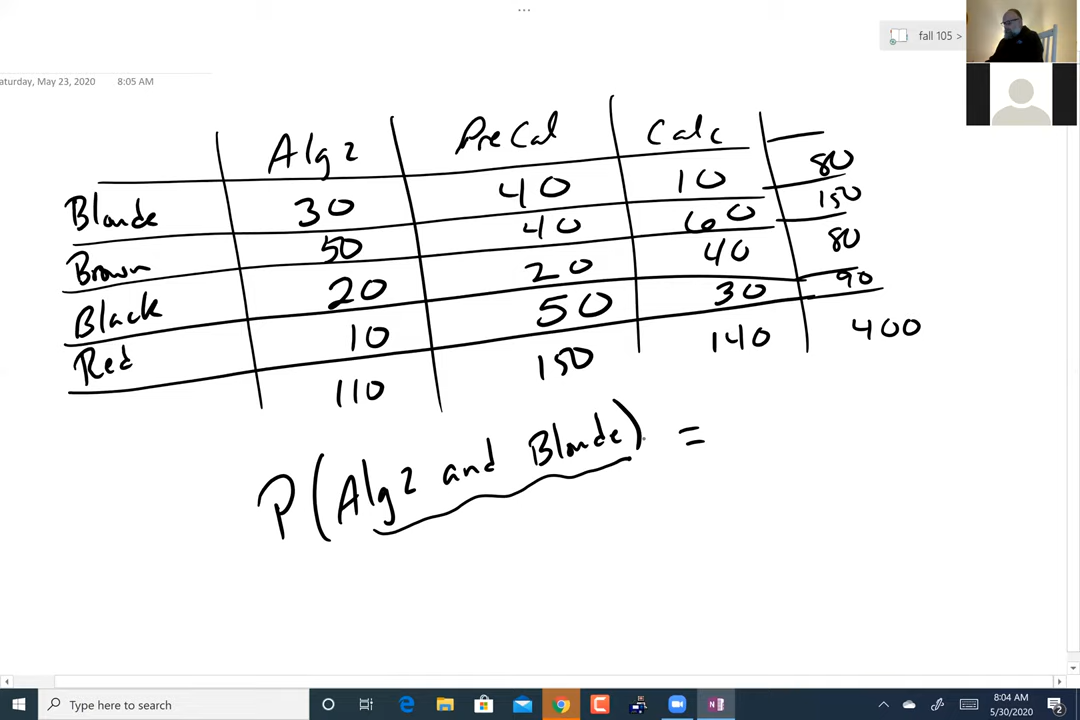 fall 105 >
aturday, May 23, 2020 8:05 AM
Alg 2 PreCal Calc
Blonde 30 40 10 80
Brown 50 40 60 150
Black 20 20 40 80
Red 10 50 30 90
110 150 140 400
P(Alg 2 and Blonde) =
Type here to search
8:04 AM
5/30/2020
2